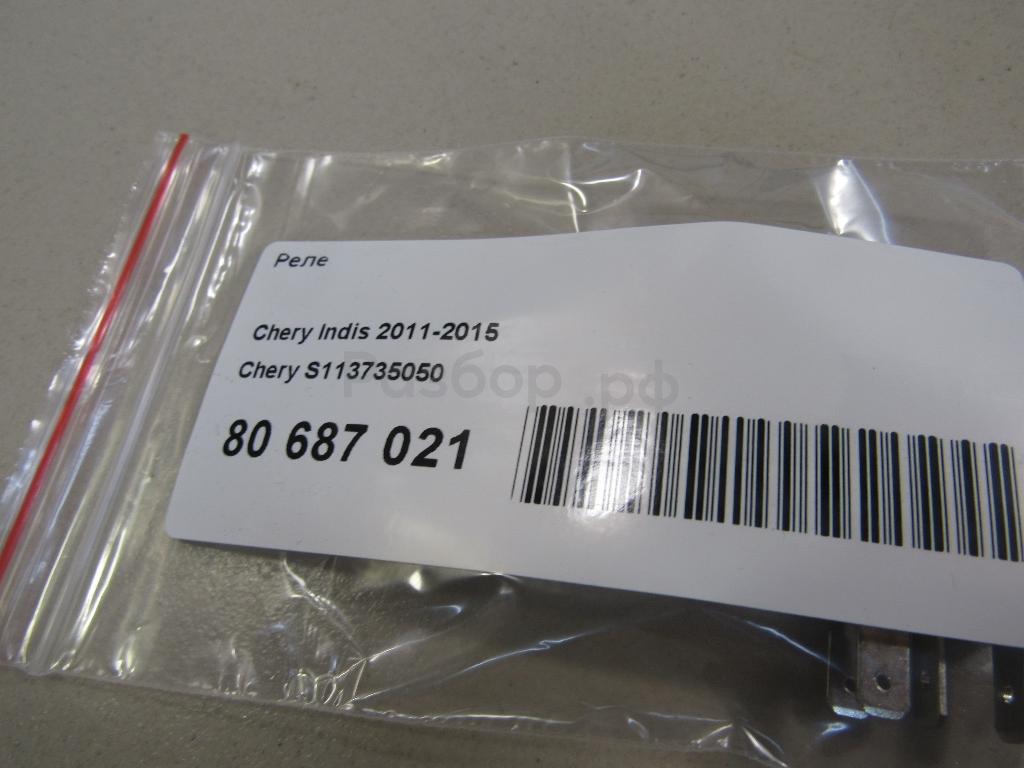 Реле
Chery Indis 2011-2015
Chery S113735050
Разбор.рф
80 687 021